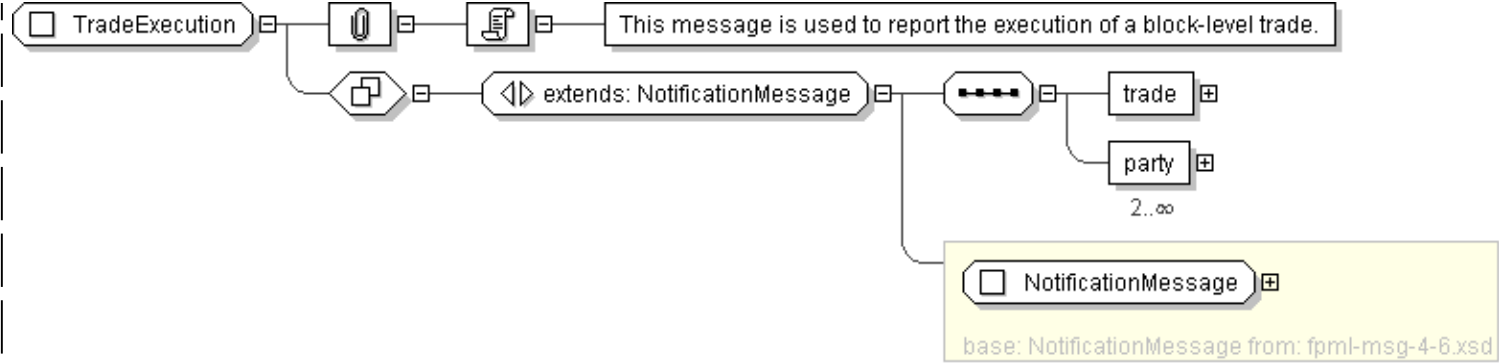 TradeExecution
This message is used to report the execution of a block-level trade.
extends: NotificationMessage
trade
party
2..∞
NotificationMessage
base: NotificationMessage from: fpml-msg-4-6.xsd